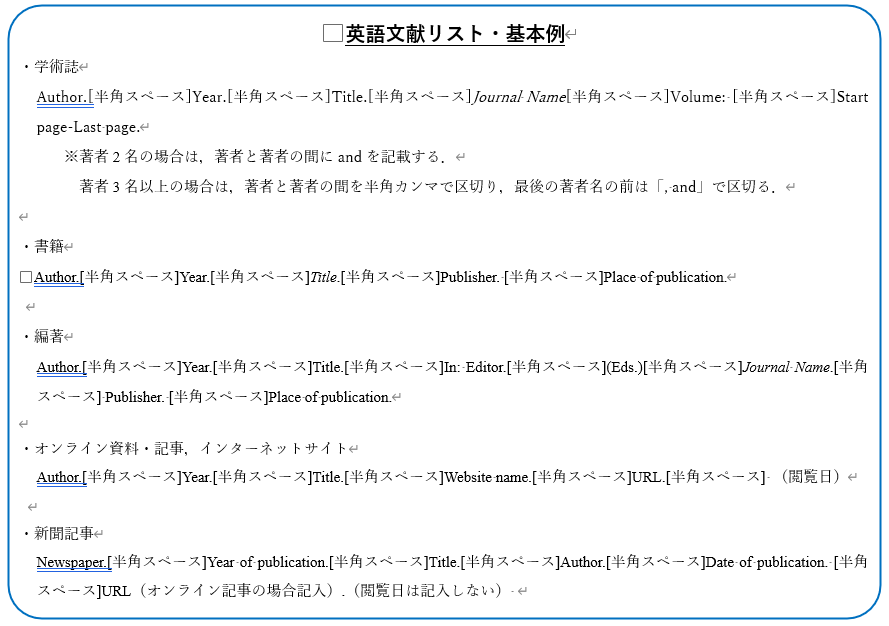 □英語文献リスト・基本例↵
・学術誌↵
Author.[半角スペース]Year.[半角スペース]Title.[半角スペース]Journal Name[半角スペース]Volume: [半角スペース]Start
page-Last page.↵
※著者2名の場合は，著者と著者の間に and を記載する．↵
著者3名以上の場合は，著者と著者の間を半角カンマで区切り，最後の著者名の前は「, and」で区切る．↵
↵
・書籍↵
□Author.[半角スペース]Year.[半角スペース]Title.[半角スペース]Publisher. [半角スペース]Place of publication.↵
↵
・編著↵
Author.[半角スペース]Year.[半角スペース]Title.[半角スペース]In: Editor.[半角スペース](Eds.)[半角スペース]Journal Name.[半角
スペース] Publisher. [半角スペース]Place of publication.↵
↵
・オンライン資料・記事，インターネットサイト↵
Author.[半角スペース]Year.[半角スペース]Title.[半角スペース]Website name.[半角スペース]URL.[半角スペース] （閲覧日）↵
↵
・新聞記事↵
Newspaper.[半角スペース]Year of publication.[半角スペース]Title.[半角スペース]Author.[半角スペース]Date of publication. [半角
スペース]URL（オンライン記事の場合記入）.（閲覧日は記入しない） ↵